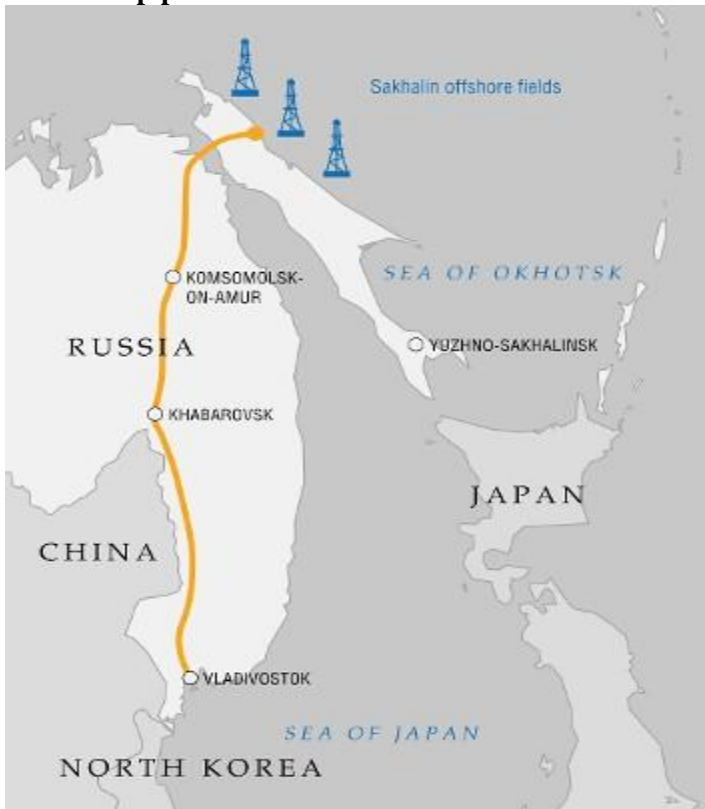 Sakhalin offshore fields
SEA OF OKHOTSK
KOMSOMOLSK-
ON-AMUR
RUSSIA
YUZHNO-SAKHALINSK
KHABAROVSK
JAPAN
CHINA
VLADIVOSTOK
SEA OF JAPAN
NORTH KOREA